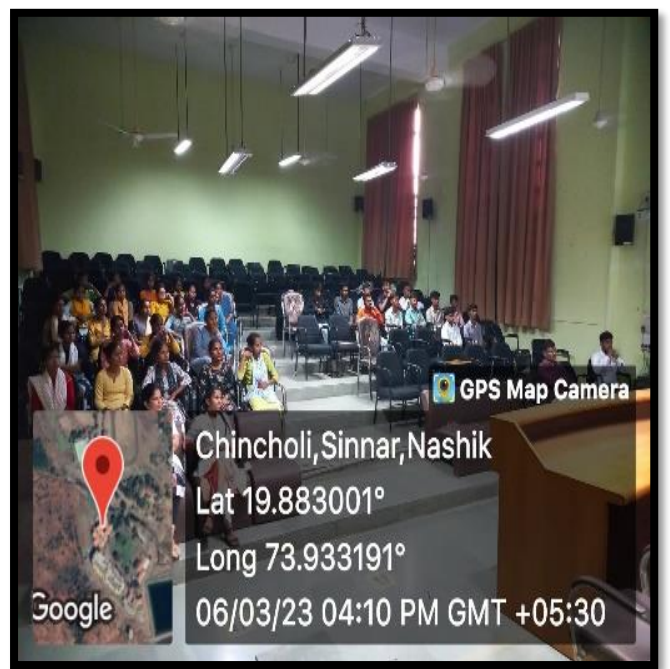 GPS Map Camera
Chincholi,Sinnar,Nashik
Lat 19.883001°
Long 73.933191°
06/03/23 04:10 PM GMT +05:30
Google